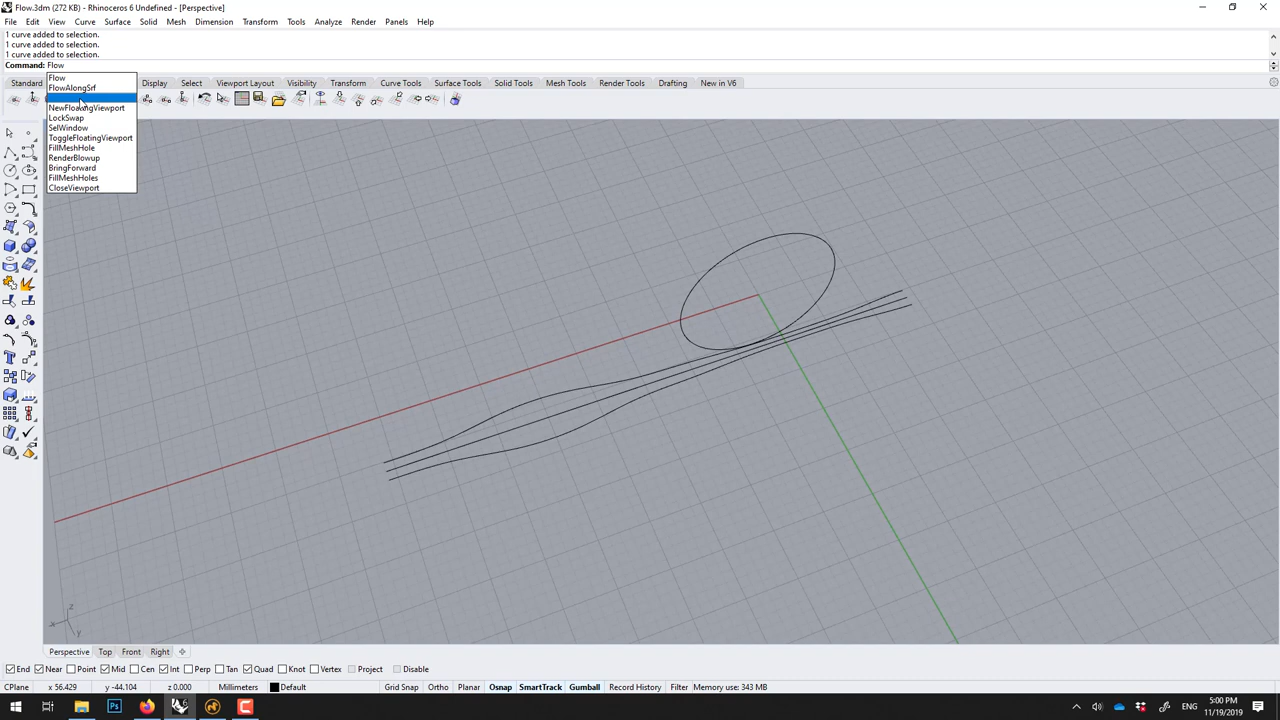 Flow.3dm (272 KB) - Rhinoceros 6 Undefined - [Perspective]
File Edit View Curve Surface Solid Mesh Dimension Transform Tools Analyze Render Panels Help
1 curve added to selection.
1 curve added to selection.
1 curve added to selection.
Command: Flow
Flow
FlowAlongSrf
NewFloatingViewport
LockSwap
SelWindow
ToggleFloatingViewport
FillMeshHole
RenderBlowup
BringForward
FillMeshHoles
CloseViewport
Standard Display Select Viewport Layout Visibility Transform Curve Tools Surface Tools Solid Tools Mesh Tools Render Tools Drafting New in V6
z
x
y
Perspective Top Front Right
End Near Point Mid Cen Int Perp Tan Quad Knot Vertex Project Disable
CPlane x 56.429 y -44.104 z 0.000 Millimeters Default Grid Snap Ortho Planar Osnap SmartTrack Gumball Record History Filter Memory use: 343 MB
Ps ENG 5:00 PM
11/19/2019